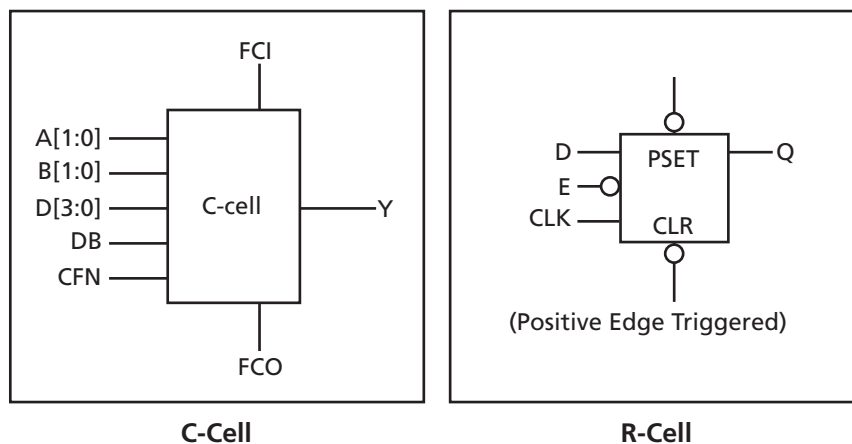 FCI
A[1:0]
B[1:0]
D[3:0]
DB
CFN
C-cell
Y
FCO
C-Cell
D
E
CLK
PSET
CLR
Q
(Positive Edge Triggered)
R-Cell